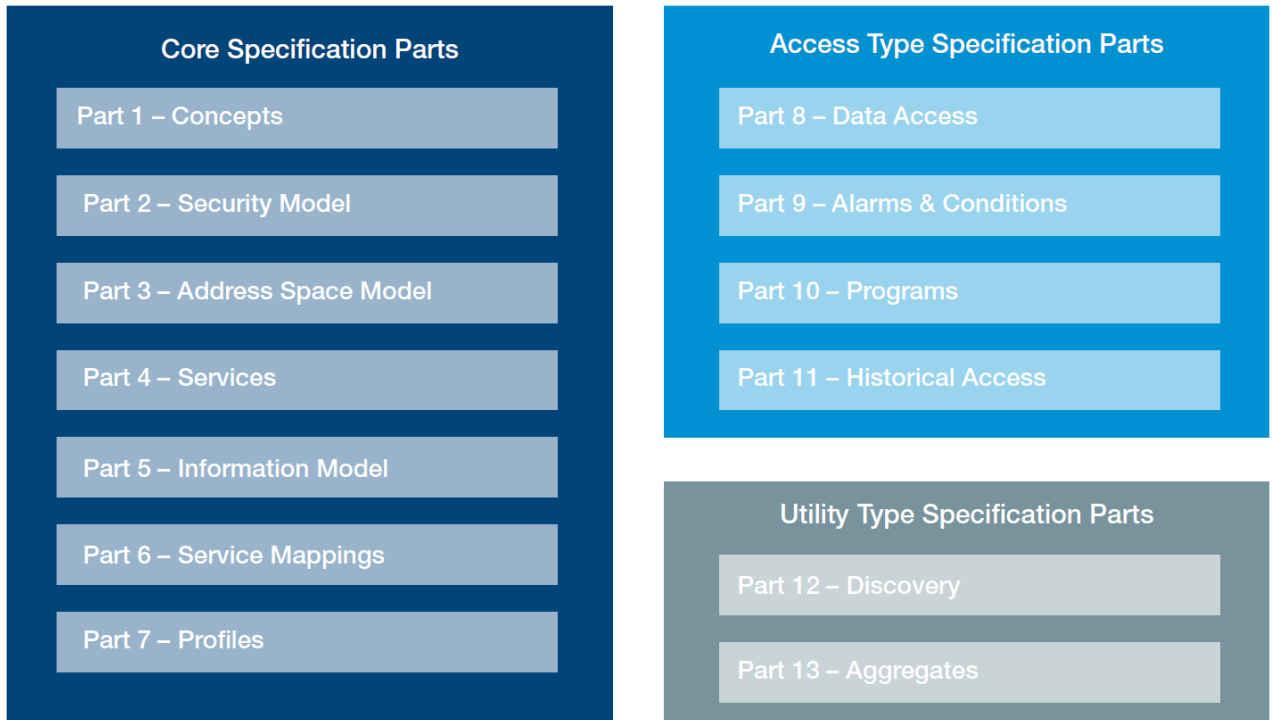 Core Specification Parts
Part 1 – Concepts
Part 2 – Security Model
Part 3 – Address Space Model
Part 4 – Services
Part 5 – Information Model
Part 6 – Service Mappings
Part 7 – Profiles
Access Type Specification Parts
Part 8 – Data Access
Part 9 – Alarms & Conditions
Part 10 – Programs
Part 11 – Historical Access
Utility Type Specification Parts
Part 12 – Discovery
Part 13 – Aggregates